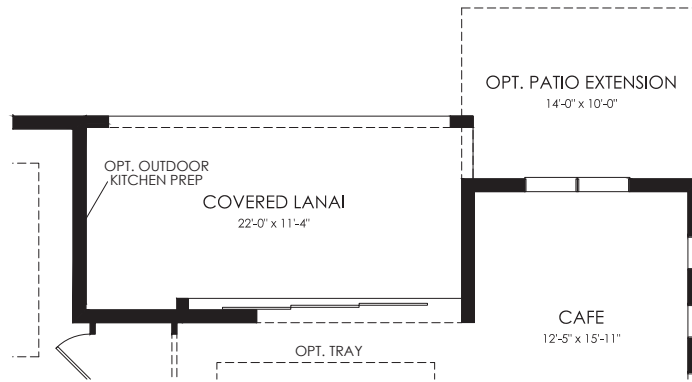 OPT. PATIO EXTENSION
14'-0" x 10'-0"
OPT. OUTDOOR
KITCHEN PREP
COVERED LANAI
22'-0" x 11'-4"
CAFE
12'-5" x 15'-11"
OPT. TRAY